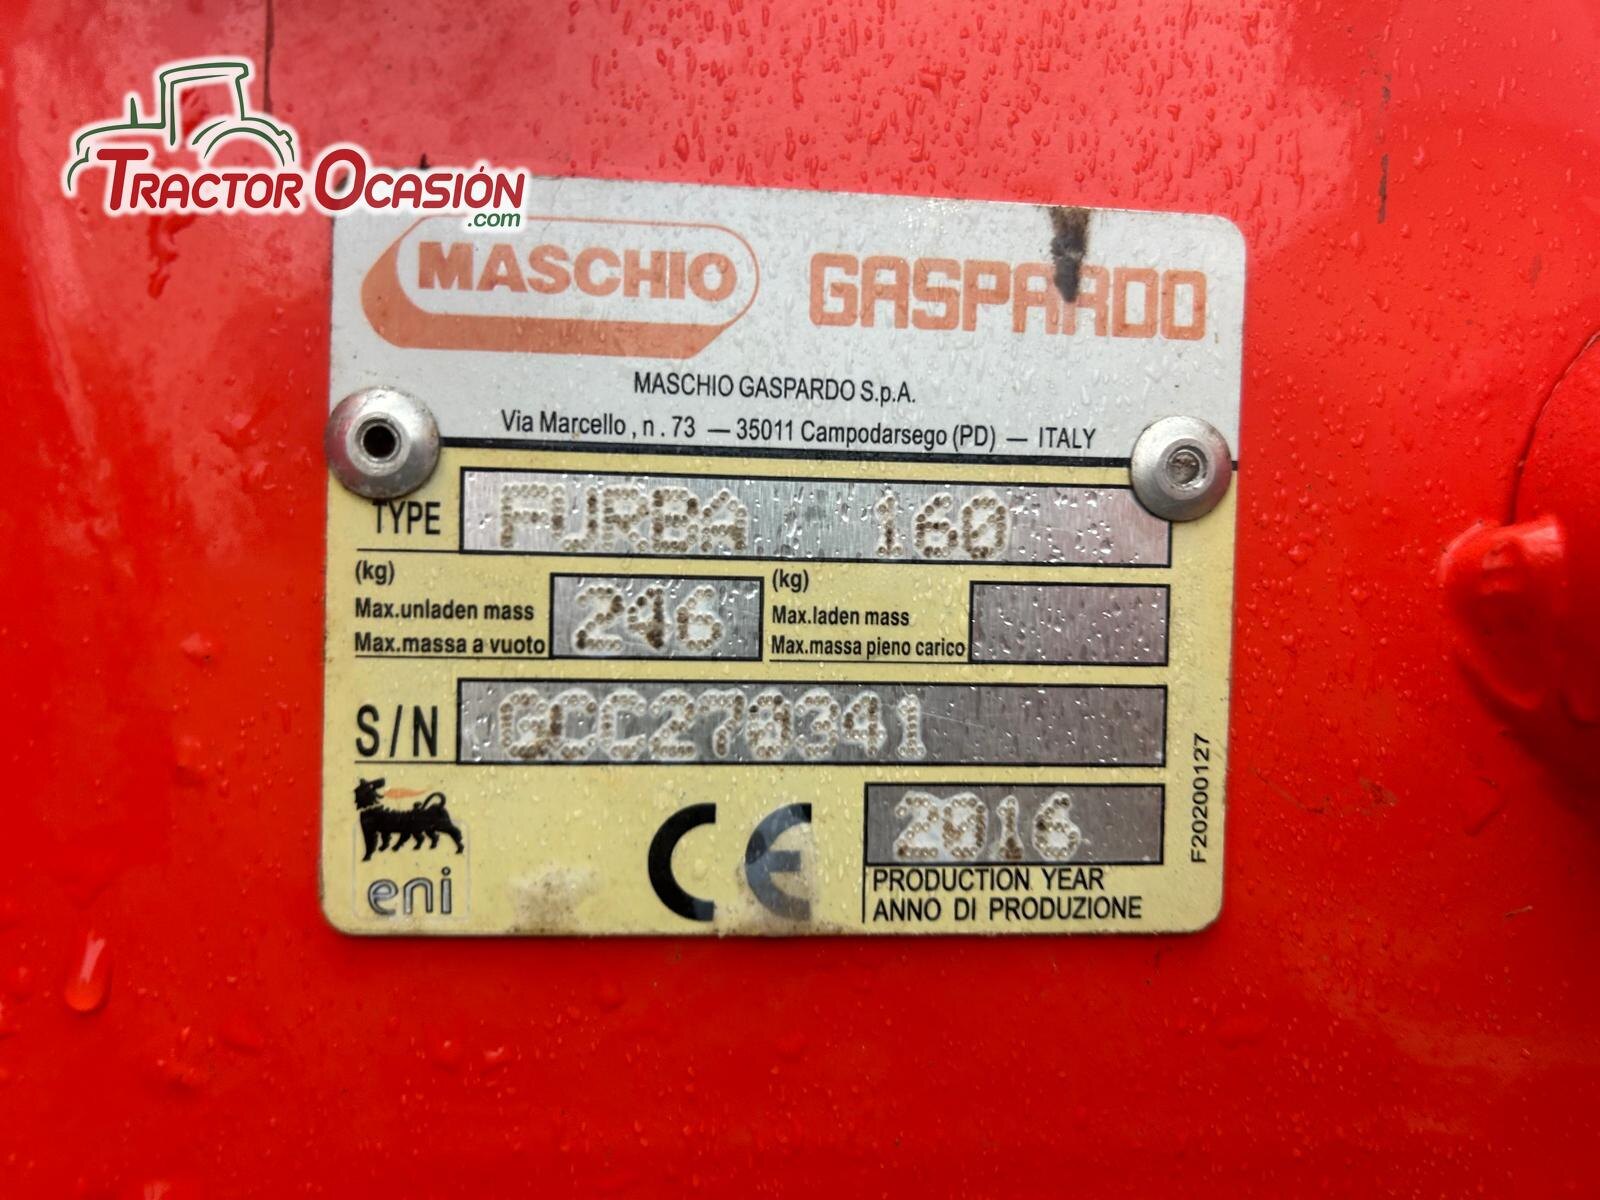 TRACTOR OCASIÓN
.com
MASCHIO GASPARDO
MASCHIO GASPARDO S.p.A.
Via Marcello , n . 73 — 35011 Campodarsego (PD) — ITALY
TYPE FURBA 160
(kg) Max.unladen mass Max.massa a vuoto 246
(kg) Max.laden mass Max.massa pieno carico
S/N GCC270341
eni
CE
2016
PRODUCTION YEAR
ANNO DI PRODUZIONE
F20200127